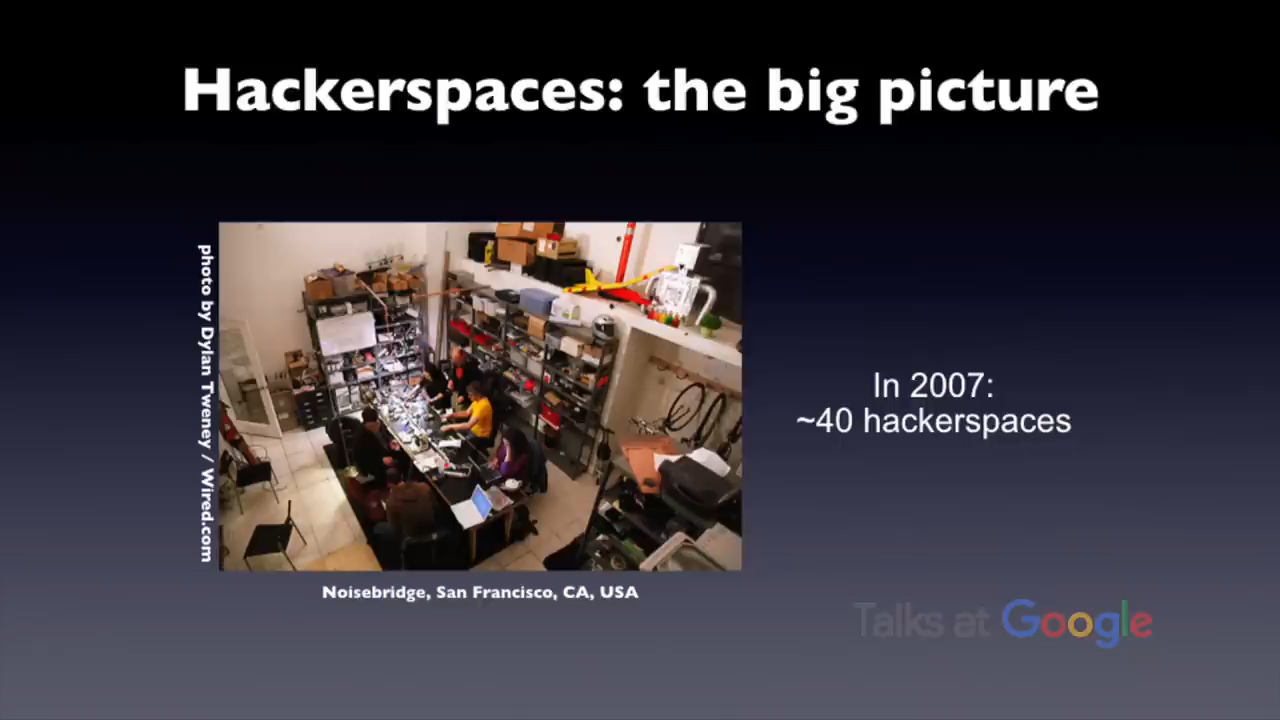 Hackerspaces: the big picture
photo by Dylan Tweney / Wired.com
In 2007:
~40 hackerspaces
Noisebridge, San Francisco, CA, USA
Talks at Google